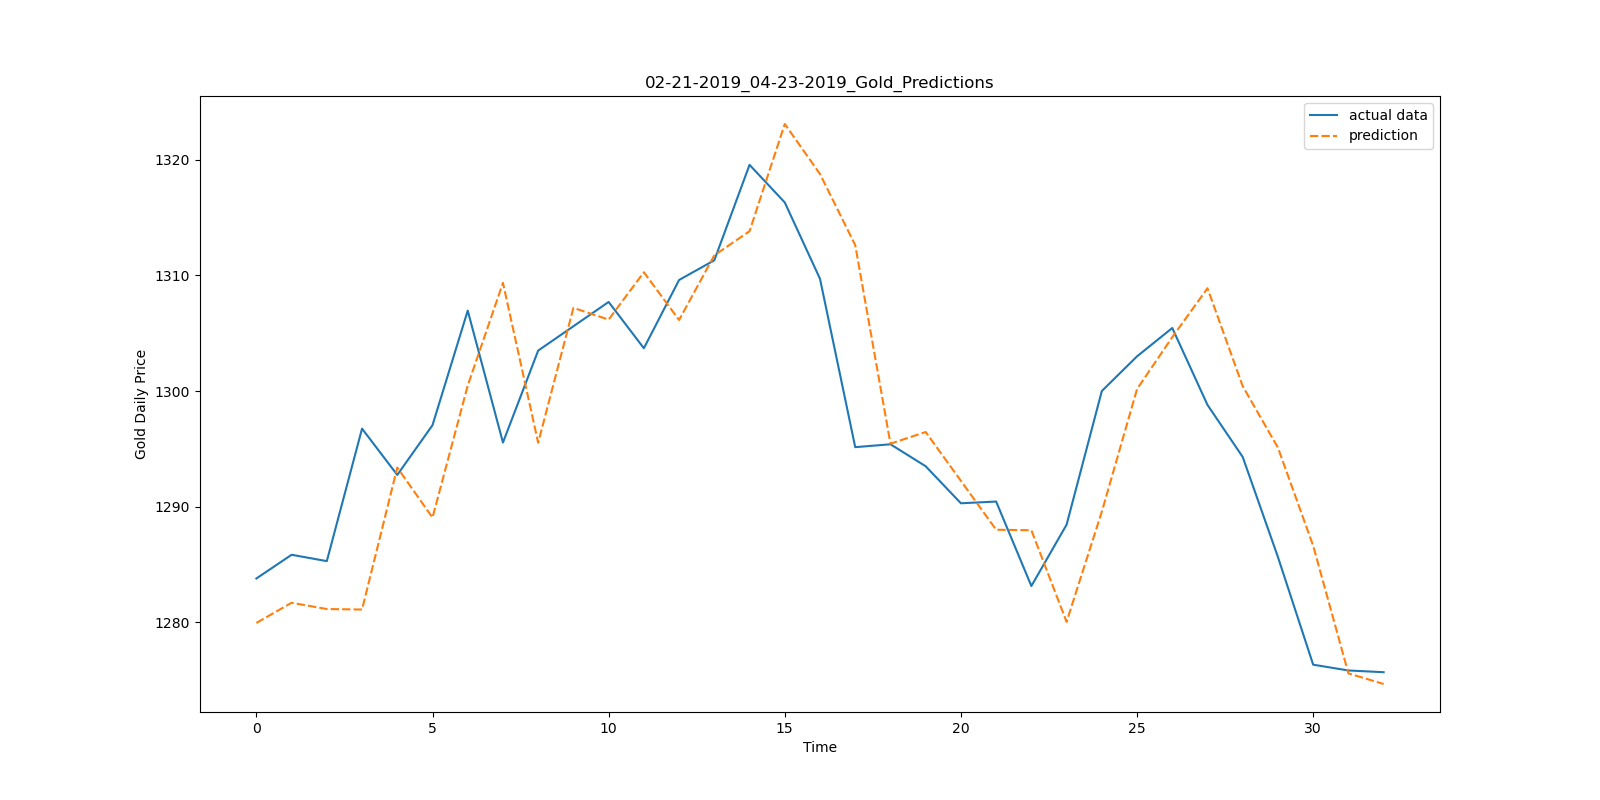 02-21-2019_04-23-2019_Gold_Predictions
actual data
prediction
Gold Daily Price
1320
1310
1300
1290
1280
0 5 10 15 20 25 30
Time